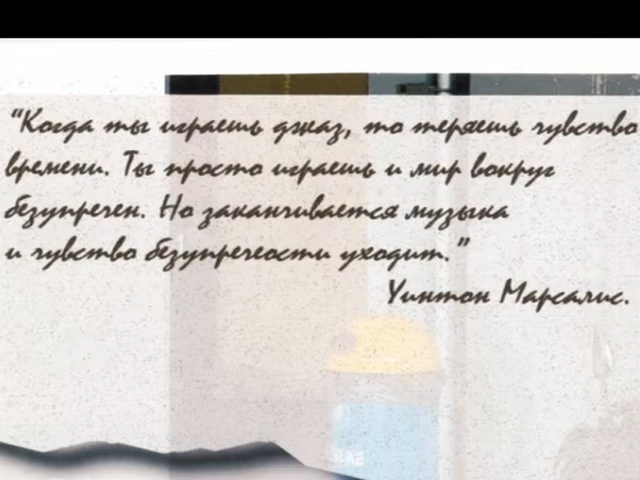 “Когда ты играешь джаз, то теряешь чувство
времени. Ты просто играешь и мир вокруг
безупречен. Но заканчивается музыка
и чувство безупречеости уходит.”
Уинтон Марсалис.